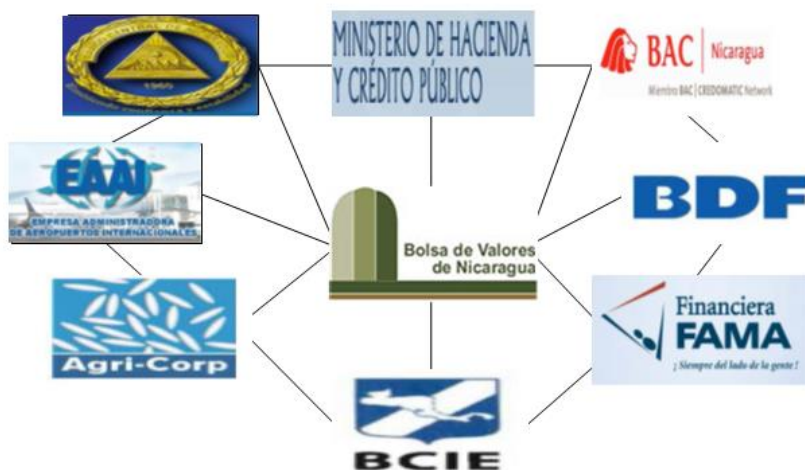 1960
MINISTERIO DE HACIENDA
Y CRÉDITO PÚBLICO
BAC | Nicaragua
Miembro BAC | CREDOMATIC Network
EAAI
EMPRESA ADMINISTRADORA
DE AEROPUERTOS INTERNACIONALES
Bolsa de Valores
de Nicaragua
BDF
Agri-Corp
Financiera
FAMA
¡Siempre del lado de la gente!
BCIE